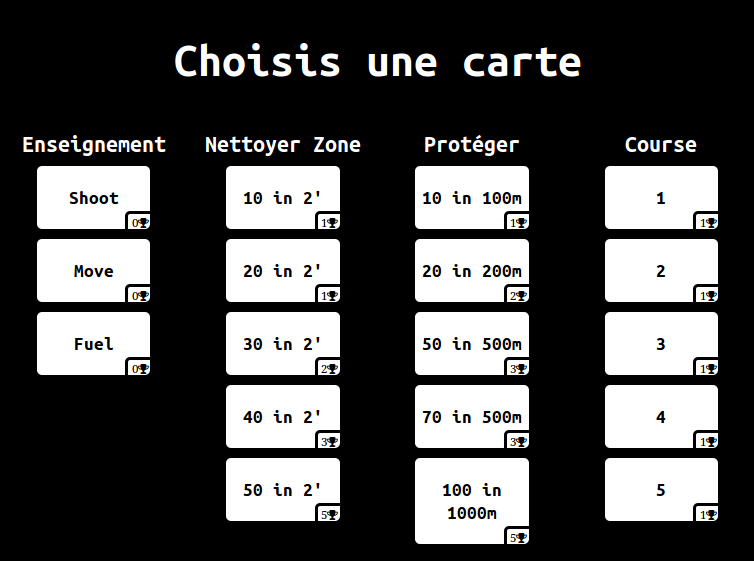 Choisis une carte
Enseignement
Shoot
0
Move
0
Fuel
0
Nettoyer Zone
10 in 2'
1
20 in 2'
1
30 in 2'
2
40 in 2'
3
50 in 2'
5
Protéger
10 in 100m
1
20 in 200m
2
50 in 500m
3
70 in 500m
3
100 in
1000m
5
Course
1
1
2
1
3
1
4
1
5
1